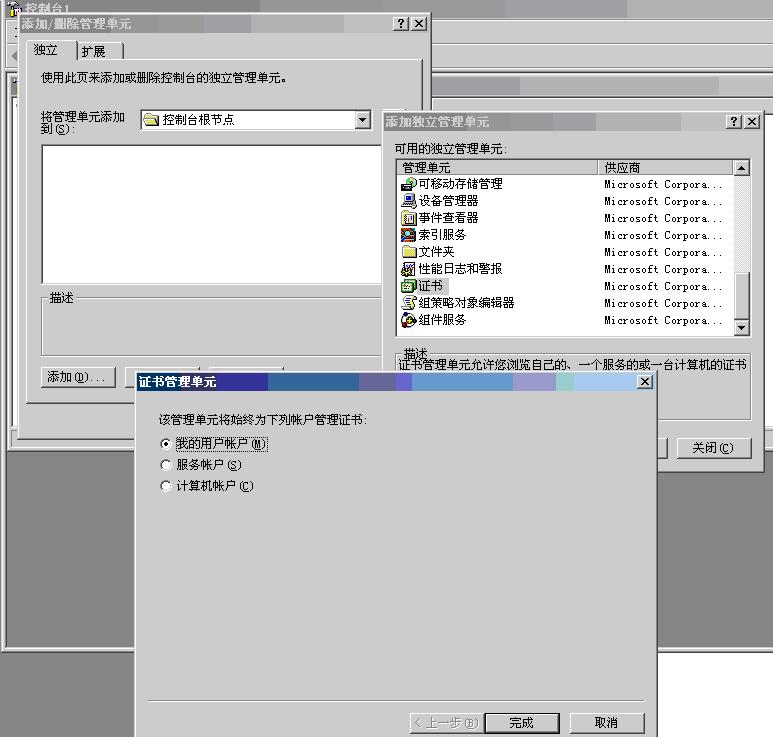 控制台1
添加/删除管理单元
独立
扩展
使用此页来添加或删除控制台的独立管理单元。
将管理单元添加
到(S):
控制台根节点
描述
添加(D)...
添加独立管理单元
可用的独立管理单元:
管理单元 供应商
可移动存储管理 Microsoft Corpora...
设备管理器 Microsoft Corpora...
事件查看器 Microsoft Corpora...
索引服务 Microsoft Corpora...
文件夹 Microsoft Corpora...
性能日志和警报 Microsoft Corpora...
证书 Microsoft Corpora...
组策略对象编辑器 Microsoft Corpora...
组件服务 Microsoft Corpora...
描述
证书管理单元允许您浏览自己的、一个服务的或一台计算机的证书
关闭(C)
证书管理单元
该管理单元将始终为下列帐户管理证书:
我的用户帐户(M)
服务帐户(S)
计算机帐户(C)
< 上一步(B)
完成
取消